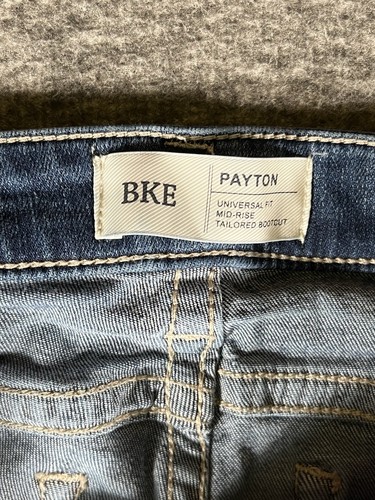 BKE
PAYTON
UNIVERSAL FIT
MID-RISE
TAILORED BOOTCUT